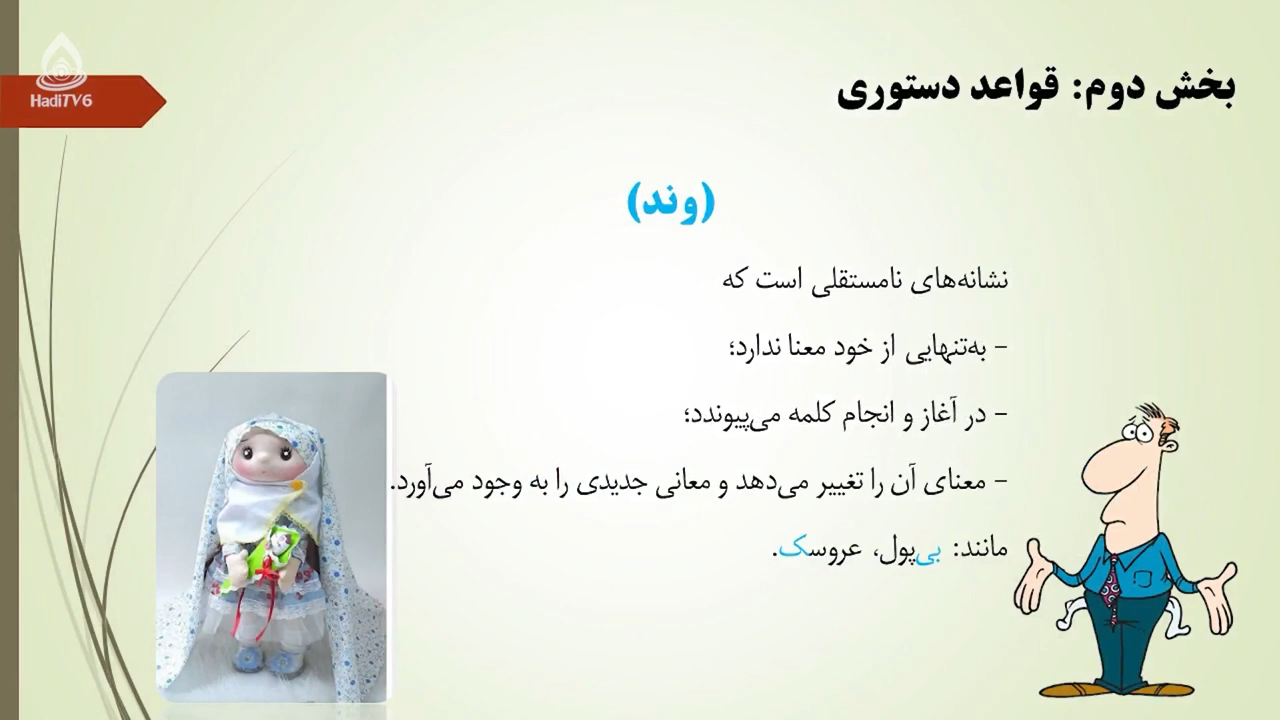 HadiTV6
بخش دوم: قواعد دستوری
(وند)
نشانه‌های نامستقلی است که
– به‌تنهایی از خود معنا ندارد؛
– در آغاز و انجام کلمه می‌پیوندد؛
– معنای آن را تغییر می‌دهد و معانی جدیدی را به وجود می‌آورد.
مانند: بی‌پول، عروسک.